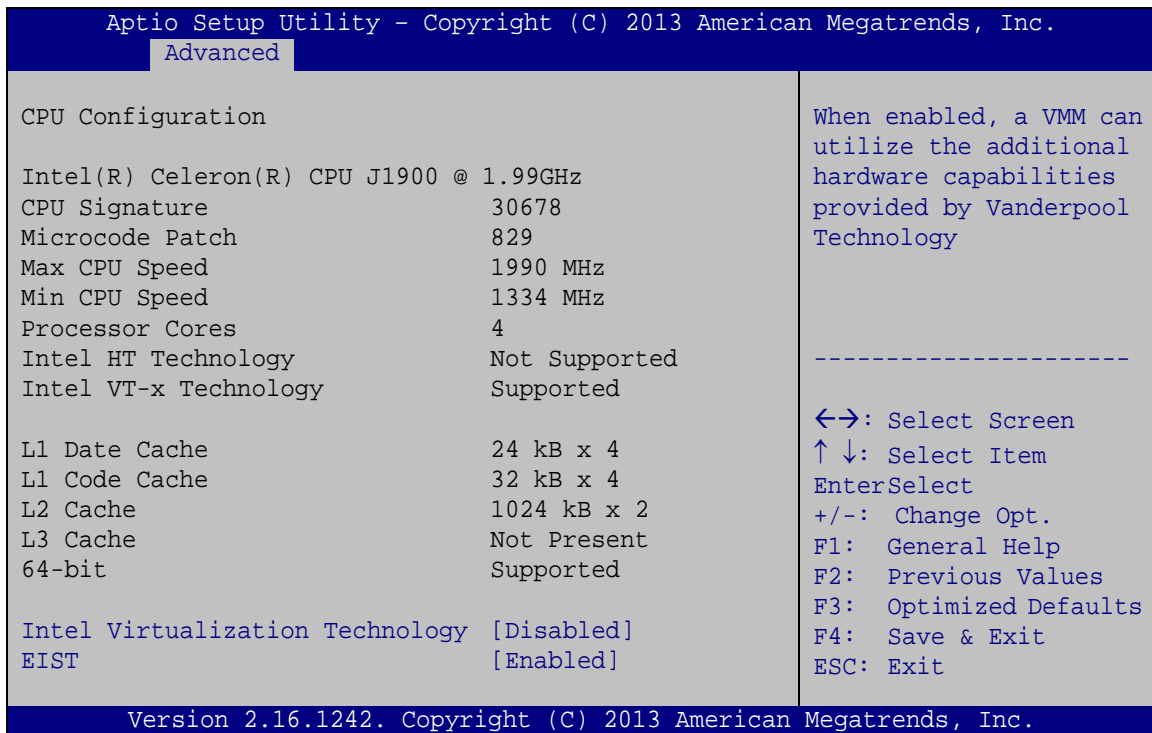 Aptio Setup Utility – Copyright (C) 2013 American Megatrends, Inc.
Advanced
CPU Configuration
Intel(R) Celeron(R) CPU J1900 @ 1.99GHz
CPU Signature 30678
Microcode Patch 829
Max CPU Speed 1990 MHz
Min CPU Speed 1334 MHz
Processor Cores 4
Intel HT Technology Not Supported
Intel VT-x Technology Supported
L1 Date Cache 24 kB x 4
L1 Code Cache 32 kB x 4
L2 Cache 1024 kB x 2
L3 Cache Not Present
64-bit Supported
Intel Virtualization Technology [Disabled]
EIST [Enabled]
When enabled, a VMM can
utilize the additional
hardware capabilities
provided by Vanderpool
Technology
----------------------
←→: Select Screen
↑ ↓: Select Item
EnterSelect
+/-: Change Opt.
F1: General Help
F2: Previous Values
F3: Optimized Defaults
F4: Save & Exit
ESC: Exit
Version 2.16.1242. Copyright (C) 2013 American Megatrends, Inc.